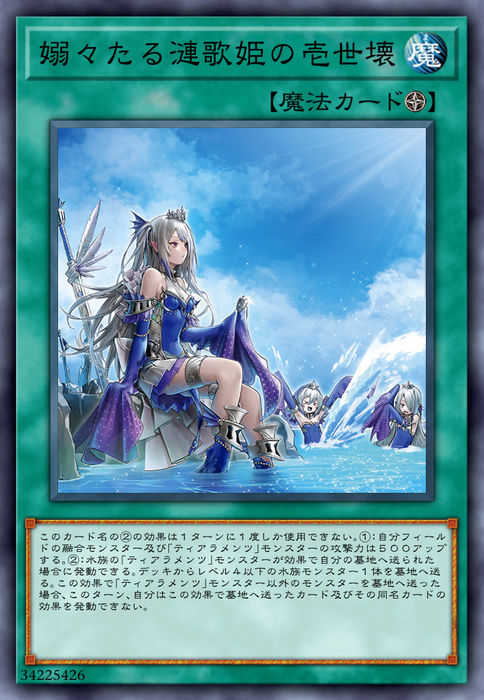 嫋々たる漣歌姫の壱世壊
魔
【魔法カード】
このカード名の②の効果は１ターンに１度しか使用できない。①:自分フィール
ドの融合モンスター及び「ティアラメンツ」モンスターの攻撃力は５００アップ
する。②:水族の「ティアラメンツ」モンスターが効果で自分の墓地へ送られた
場合に発動できる。デッキからレベル４以下の水族モンスター１体を墓地へ送
る。この効果で「ティアラメンツ」モンスター以外のモンスターを墓地へ送った
場合、このターン、自分はこの効果で墓地へ送ったカード及びその同名カードの
効果を発動できない。
34225426